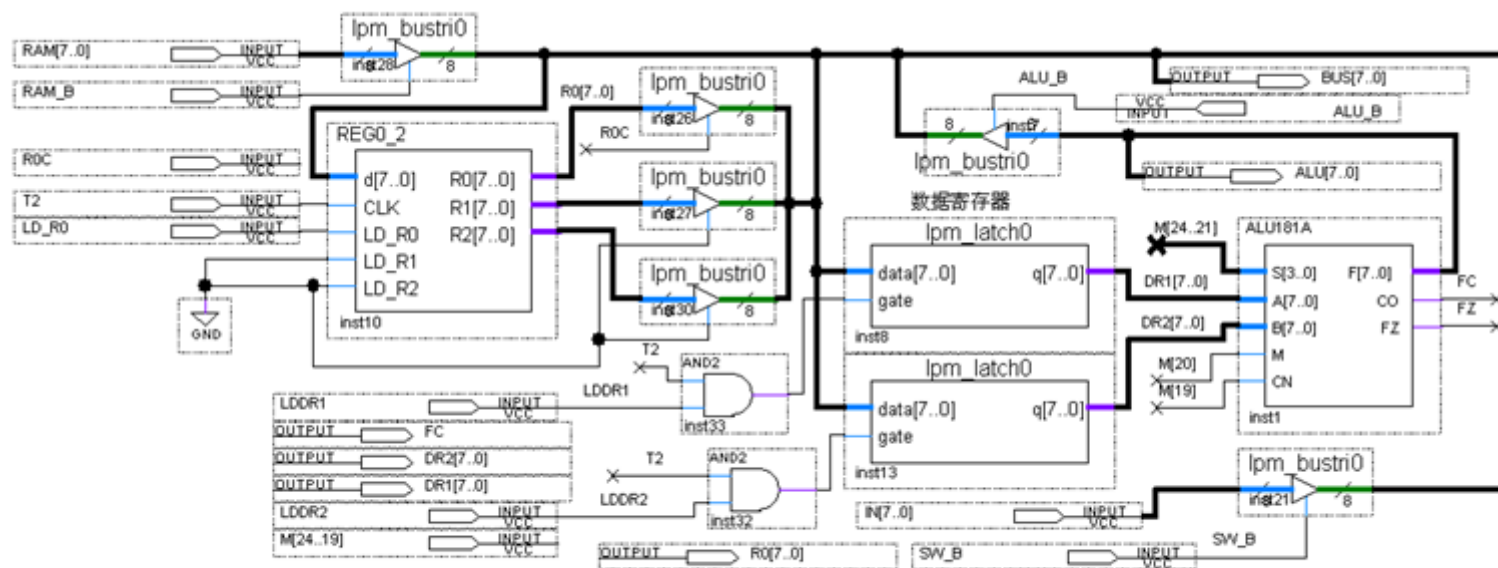 lpm_bustri0
RAM[7..0] INPUT VCC
inst28 8
RAM_B INPUT VCC
lpm_bustri0
R0[7..0]
inst26 8
R0C
ALU_B
OUTPUT BUS[7..0]
VCC INPUT ALU_B
8 inst
lpm_bustri0
OUTPUT ALU[7..0]
REG0_2
R0C INPUT VCC
T2 INPUT VCC
LD_R0 INPUT VCC
d[7..0] R0[7..0]
CLK R1[7..0]
LD_R0 R2[7..0]
LD_R1
LD_R2
inst10
GND
lpm_bustri0
inst27 8
lpm_bustri0
inst30 8
数据寄存器
lpm_latch0
data[7..0] q[7..0]
gate
inst8
DR1[7..0]
DR2[7..0]
lpm_latch0
data[7..0] q[7..0]
gate
inst13
M[24..21]
ALU181A
S[3..0] F[7..0]
A[7..0] CO
B[7..0] FZ
M
CN
inst1
FC
FZ
M[20]
M[19]
T2
AND2
LDDR1
inst33
LDDR1 INPUT VCC
OUTPUT FC
OUTPUT DR2[7..0]
OUTPUT DR1[7..0]
LDDR2 INPUT VCC
M[24..19] INPUT VCC
T2
AND2
LDDR2
inst32
lpm_bustri0
inst21 8
IN[7..0] INPUT VCC
OUTPUT R0[7..0]
SW_B INPUT VCC
SW_B